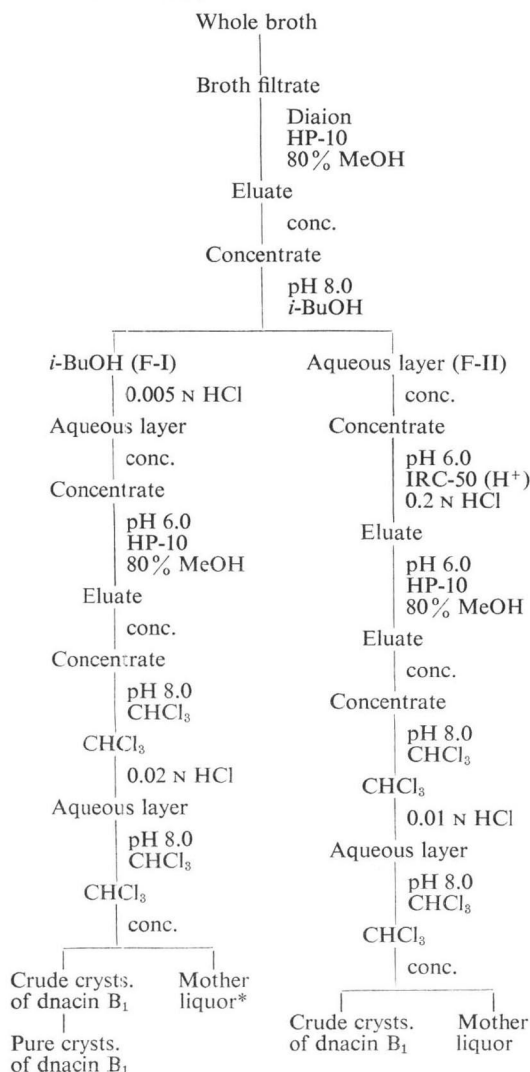 Whole broth
Broth filtrate
Diaion
HP-10
80% MeOH
Eluate
conc.
Concentrate
pH 8.0
i-BuOH
i-BuOH (F-I)
0.005 N HCl
Aqueous layer
conc.
Concentrate
pH 6.0
HP-10
80% MeOH
Eluate
conc.
Concentrate
pH 8.0
CHCl₃
CHCl₃
0.02 N HCl
Aqueous layer
pH 8.0
CHCl₃
CHCl₃
conc.
Crude crysts.
of dnacin B₁
Mother
liquor*
Pure crysts.
of dnacin B₁
Aqueous layer (F-II)
conc.
Concentrate
pH 6.0
IRC-50 (H⁺)
0.2 N HCl
Eluate
pH 6.0
HP-10
80% MeOH
Eluate
conc.
Concentrate
pH 8.0
CHCl₃
CHCl₃
0.01 N HCl
Aqueous layer
pH 8.0
CHCl₃
CHCl₃
conc.
Crude crysts.
of dnacin B₁
Mother
liquor